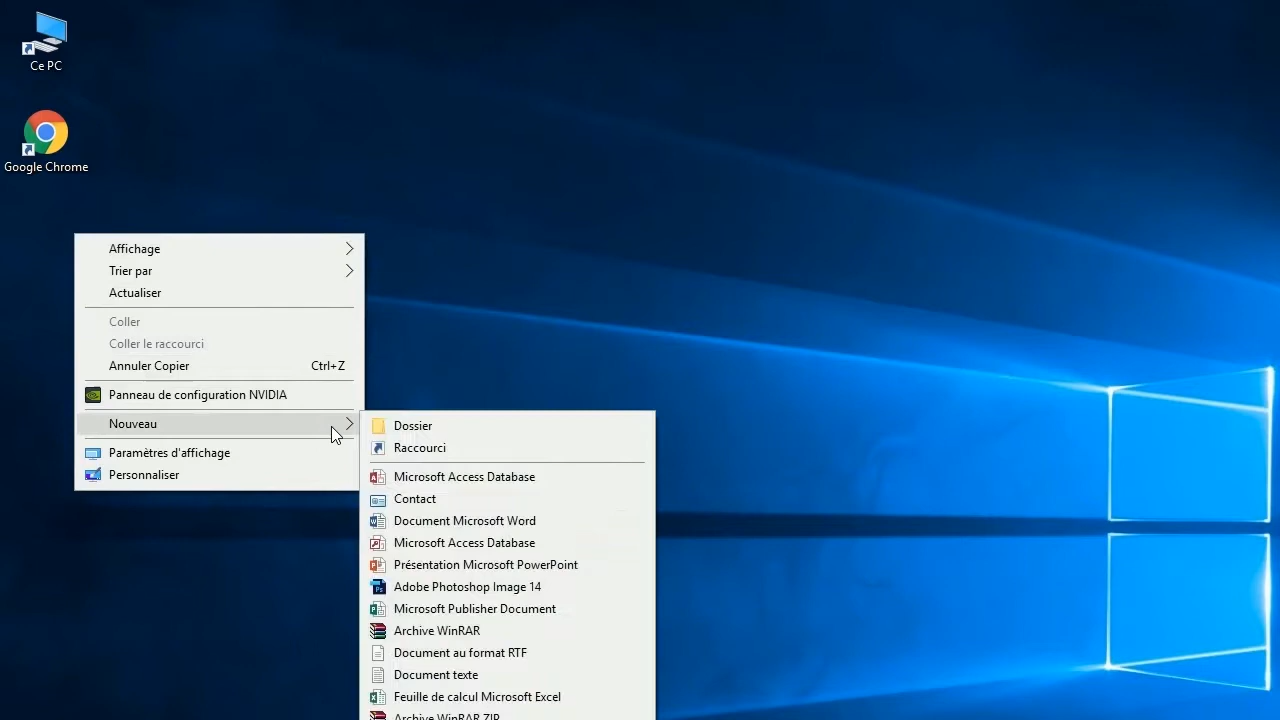 Ce PC
Google Chrome
Affichage
Trier par
Actualiser
Coller
Coller le raccourci
Annuler Copier Ctrl+Z
Panneau de configuration NVIDIA
Nouveau
Paramètres d'affichage
Personnaliser
Dossier
Raccourci
Microsoft Access Database
Contact
Document Microsoft Word
Microsoft Access Database
Présentation Microsoft PowerPoint
Adobe Photoshop Image 14
Microsoft Publisher Document
Archive WinRAR
Document au format RTF
Document texte
Feuille de calcul Microsoft Excel
Archive WinRAR ZIP